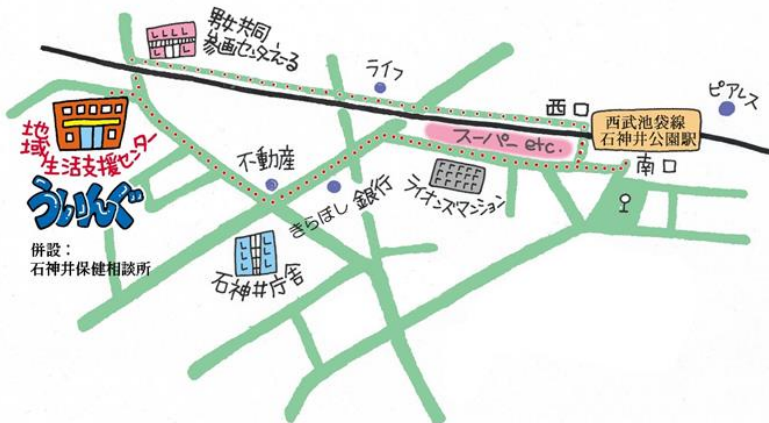 男女共同
参画センターえーる
ライフ
ピアレス
西口
西武池袋線
石神井公園駅
スーパー etc.
南口
地域
生活支援センター
ういんぐ
不動産
きらぼし銀行
ライオンズマンション
併設：
石神井保健相談所
石神井庁舎